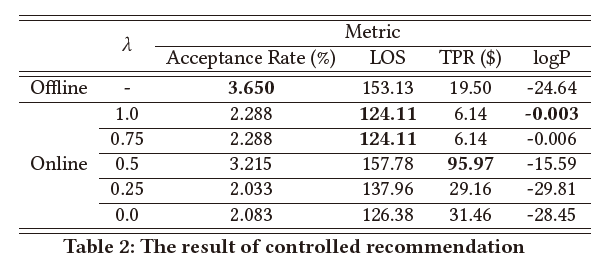 λ Metric
Acceptance Rate (%) LOS TPR ($) logP
Offline - 3.650 153.13 19.50 -24.64
1.0 2.288 124.11 6.14 -0.003
0.75 2.288 124.11 6.14 -0.006
Online 0.5 3.215 157.78 95.97 -15.59
0.25 2.033 137.96 29.16 -29.81
0.0 2.083 126.38 31.46 -28.45
Table 2: The result of controlled recommendation